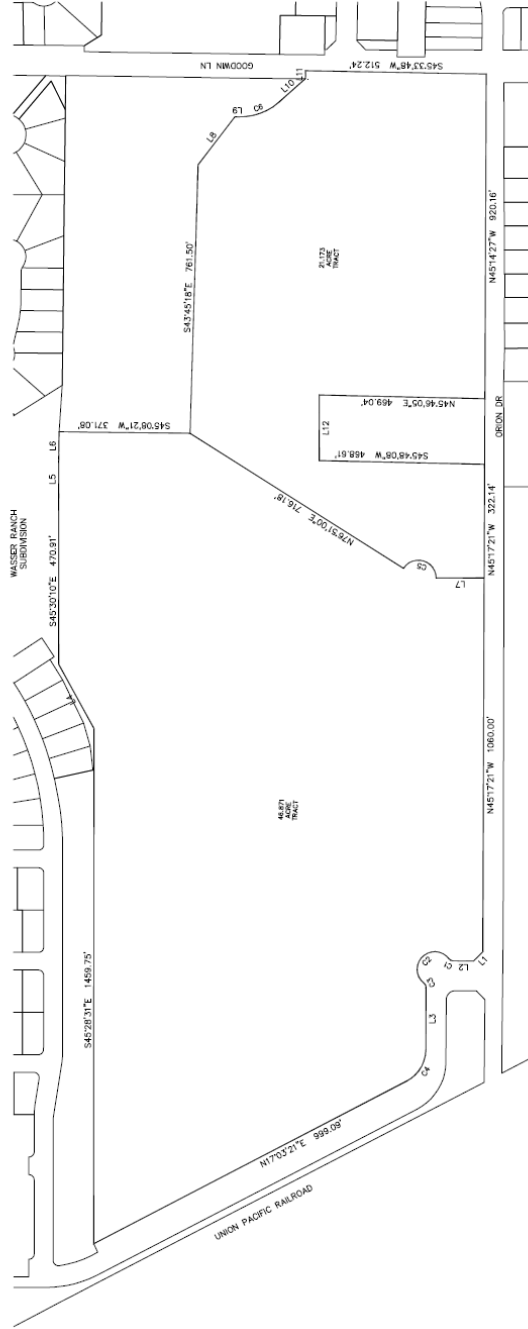 GOODWIN LN
S45°33'48"W 512.24'
L11
L10
C6
L9
L8
S43°45'18"E 761.50'
21.173
ACRE
TRACT
N45°14'27"W 920.16'
S45°08'21"W 371.08'
N45°46'05"E 469.04'
L12
S45°48'08"W 468.61'
ORION DR
L6
L5
WASSER RANCH
SUBDIVISION
S45°30'10"E 470.91'
N76°51'00"E 716.18'
C5
L7
N45°17'21"W 322.14'
N45°17'21"W 1060.00'
L4
46.871
ACRE
TRACT
S45°28'31"E 1459.75'
C2
C1
L2
L1
C3
L3
C4
N17°03'21"E 999.09'
UNION PACIFIC RAILROAD